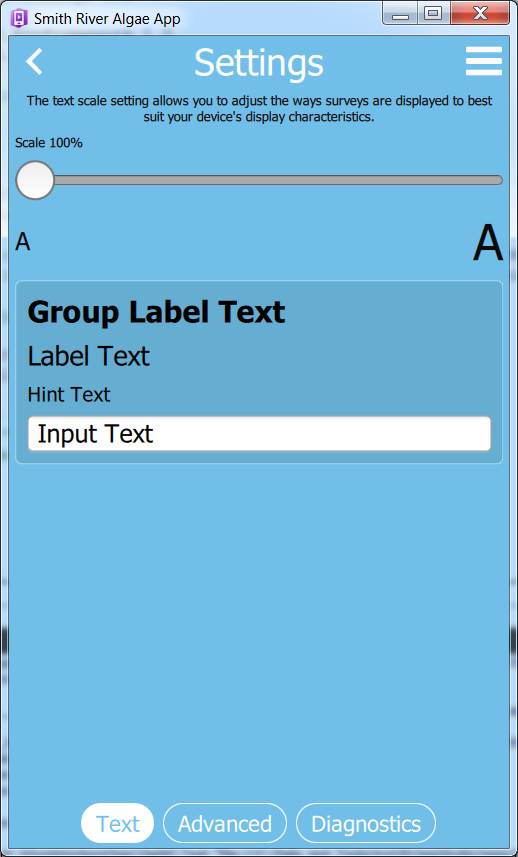 Smith River Algae App
Settings
The text scale setting allows you to adjust the ways surveys are displayed to best
suit your device's display characteristics.
Scale 100%
A A
Group Label Text
Label Text
Hint Text
Input Text
Text Advanced Diagnostics